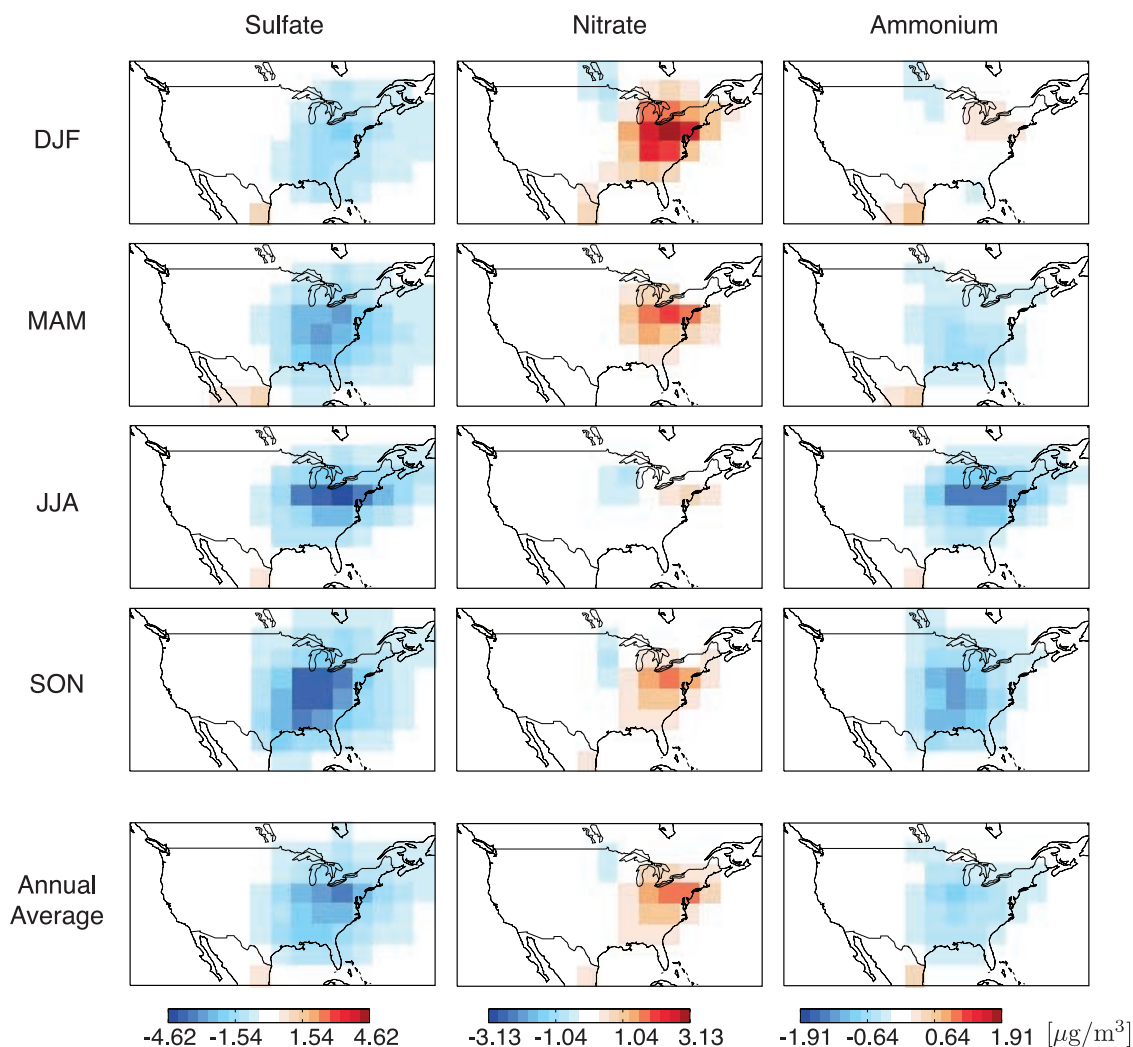 Sulfate Nitrate Ammonium
DJF
MAM
JJA
SON
Annual
Average
-4.62 -1.54 1.54 4.62 -3.13 -1.04 1.04 3.13 -1.91 -0.64 0.64 1.91 [μg/m³]